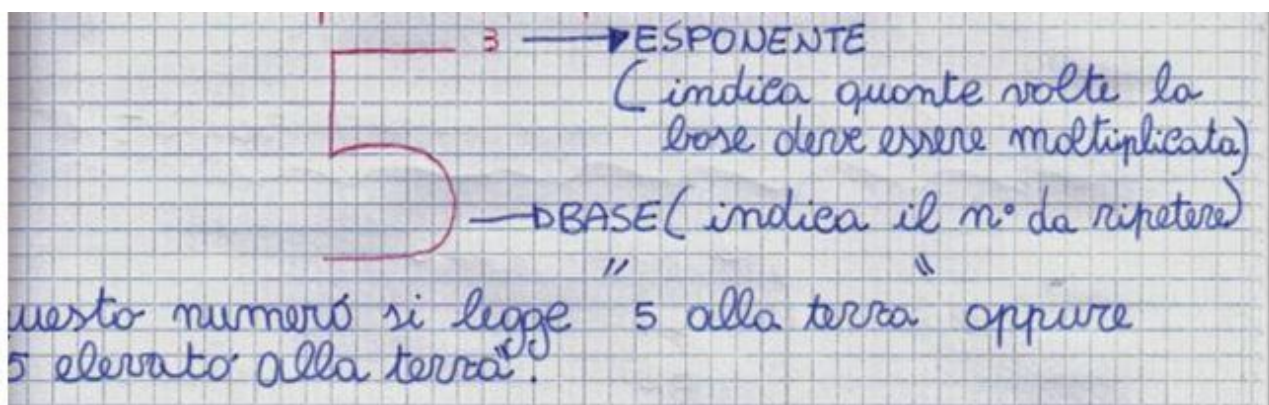 5 3 → ESPONENTE
(indica quante volte la
base deve essere moltiplicata)
→ BASE (indica il n° da ripetere)
uesto numero si legge "5 alla terza" oppure
5 elevato alla terza".